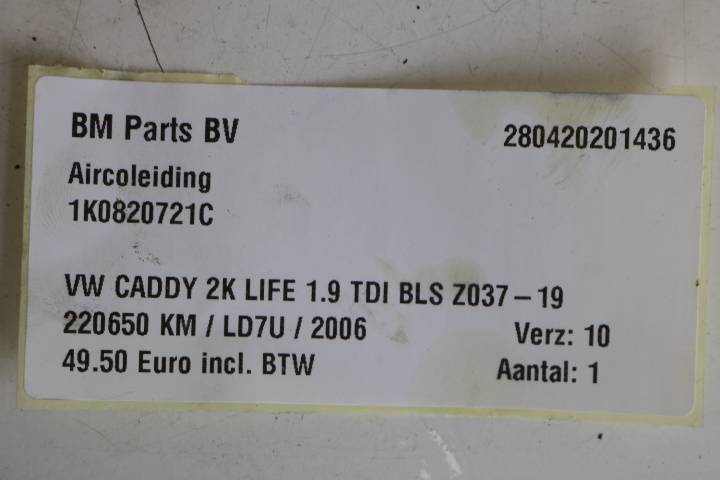 BM Parts BV 280420201436
Aircoleiding
1K0820721C
VW CADDY 2K LIFE 1.9 TDI BLS Z037-19
220650 KM / LD7U / 2006 Verz: 10
49.50 Euro incl. BTW Aantal: 1